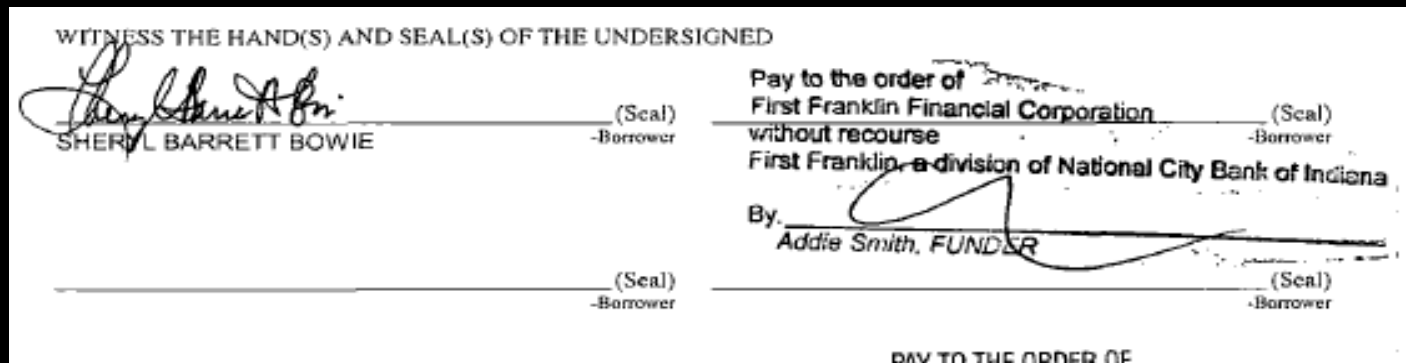 WITNESS THE HAND(S) AND SEAL(S) OF THE UNDERSIGNED
(Seal)
SHERYL BARRETT BOWIE
-Borrower
Pay to the order of
First Franklin Financial Corporation
(Seal)
without recourse
-Borrower
First Franklin, a division of National City Bank of Indiana
By.
Addie Smith, FUNDER
(Seal)
-Borrower
(Seal)
-Borrower
PAY TO THE ORDER OF